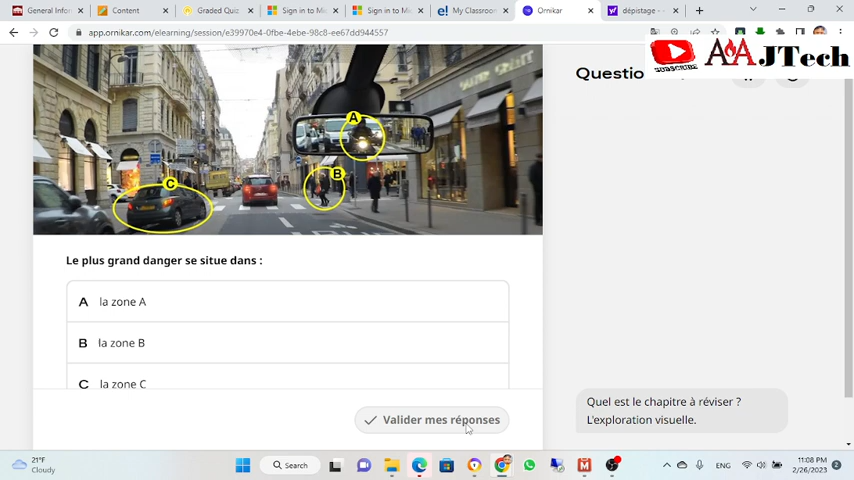 General Infor
Content
Graded Quiz
Sign in to Mi
Sign in to Mi
My Classroon
Ornikar
dépistage -
app.ornikar.com/elearning/session/e39970e4-0fbe-4ebe-98c8-ee67dd944557
SUBSCRIBE
AAJTech
Questio
A
B
C
Le plus grand danger se situe dans :
A la zone A
B la zone B
C la zone C
Valider mes réponses
Quel est le chapitre à réviser ?
L'exploration visuelle.
21°F
Cloudy
Search
ENG
11:08 PM
2/26/2023